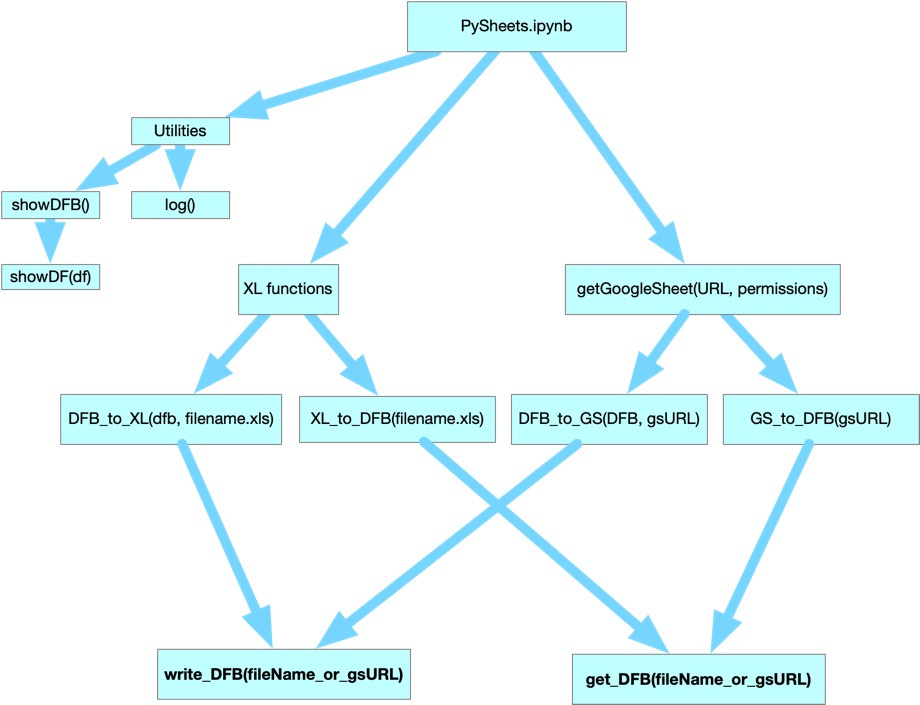 PySheets.ipynb
Utilities
showDFB()
log()
showDF(df)
XL functions
getGoogleSheet(URL, permissions)
DFB_to_XL(dfb, filename.xls)
XL_to_DFB(filename.xls)
DFB_to_GS(DFB, gsURL)
GS_to_DFB(gsURL)
write_DFB(fileName_or_gsURL)
get_DFB(fileName_or_gsURL)